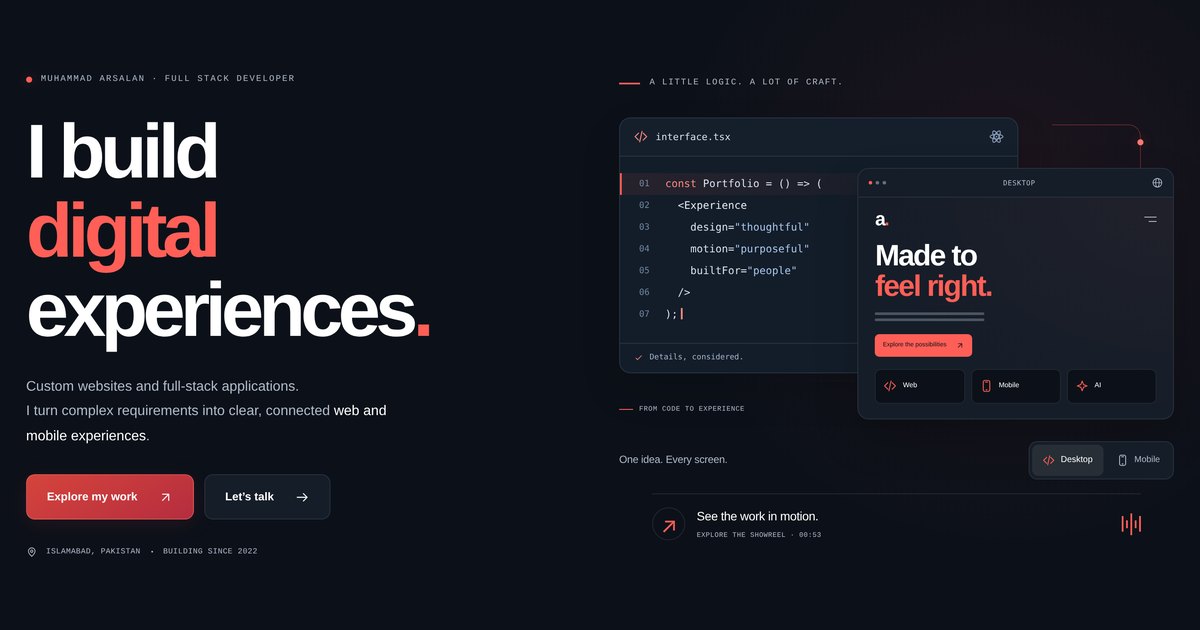 MUHAMMAD ARSALAN · FULL STACK DEVELOPER
I build
digital
experiences.
Custom websites and full-stack applications.
I turn complex requirements into clear, connected web and
mobile experiences.
Explore my work
Let's talk
ISLAMABAD, PAKISTAN · BUILDING SINCE 2022
A LITTLE LOGIC. A LOT OF CRAFT.
interface.tsx
01 const Portfolio = () => (
02 <Experience
03 design="thoughtful"
04 motion="purposeful"
05 builtFor="people"
06 />
07 );
Details, considered.
DESKTOP
a.
Made to
feel right.
Explore the possibilities
Web
Mobile
AI
FROM CODE TO EXPERIENCE
One idea. Every screen.
Desktop
Mobile
See the work in motion.
EXPLORE THE SHOWREEL · 00:53